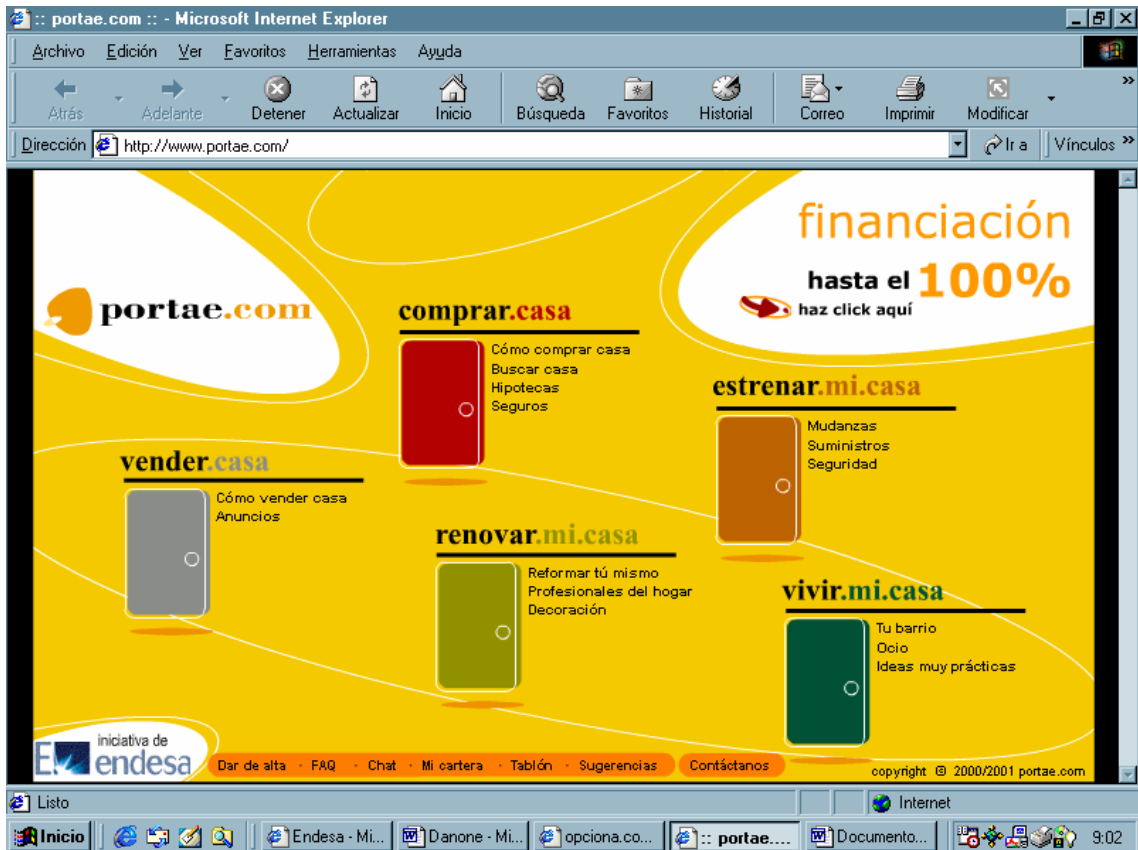 :: portae.com :: - Microsoft Internet Explorer
Archivo Edición Ver Favoritos Herramientas Ayuda
Atrás Adelante Detener Actualizar Inicio Búsqueda Favoritos Historial Correo Imprimir Modificar »
Dirección http://www.portae.com/ Ir a Vínculos »
financiación
hasta el 100%
haz click aquí
portae.com
comprar.casa
Cómo comprar casa
Buscar casa
Hipotecas
Seguros
estrenar.mi.casa
Mudanzas
Suministros
Seguridad
vender.casa
Cómo vender casa
Anuncios
renovar.mi.casa
Reformar tú mismo
Profesionales del hogar
Decoración
vivir.mi.casa
Tu barrio
Ocio
Ideas muy prácticas
iniciativa de
endesa
Dar de alta · FAQ · Chat · Mi cartera · Tablón · Sugerencias Contáctanos
copyright © 2000/2001 portae.com
Listo Internet
Inicio Endesa - Mi... Danone - Mi... opciona.co... :: portae.... Documento... 9:02